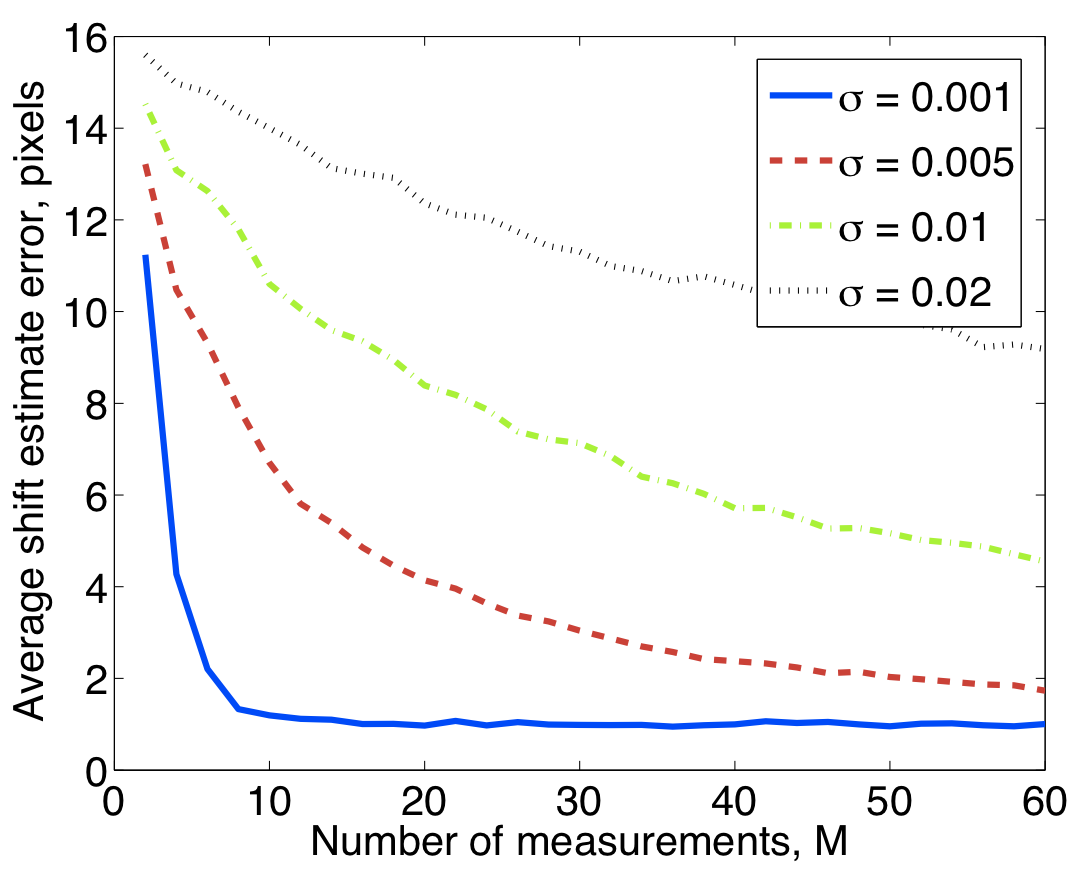 16
14
12
10
8
6
4
2
0
Average shift estimate error, pixels
σ = 0.001
σ = 0.005
σ = 0.01
σ = 0.02
0 10 20 30 40 50 60
Number of measurements, M